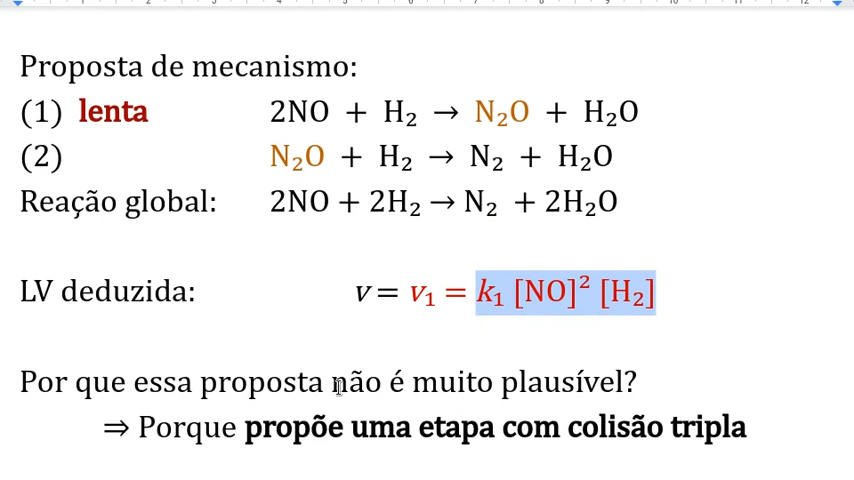 Proposta de mecanismo:
(1) lenta 2NO + H₂ → N₂O + H₂O
(2) N₂O + H₂ → N₂ + H₂O
Reação global: 2NO + 2H₂ → N₂ + 2H₂O
LV deduzida: v = v₁ = k₁ [NO]² [H₂]
Por que essa proposta não é muito plausível?
⇒ Porque propõe uma etapa com colisão tripla